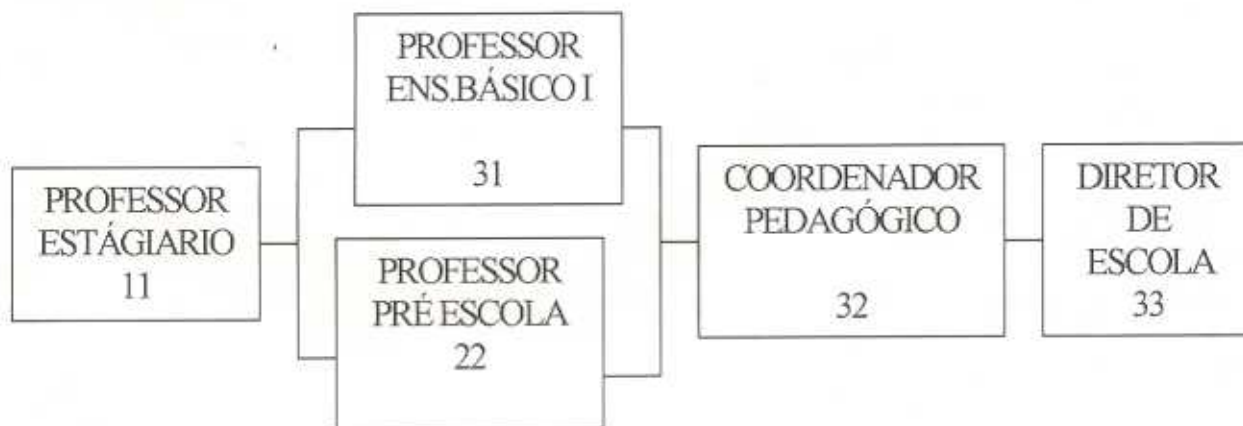 PROFESSOR
ENS.BÁSICO I
31
PROFESSOR
ESTÁGIARIO
11
PROFESSOR
PRÉ ESCOLA
22
COORDENADOR
PEDAGÓGICO
32
DIRETOR
DE
ESCOLA
33